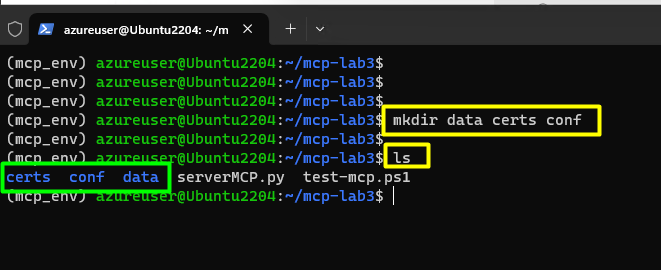 azureuser@Ubuntu2204: ~/m
(mcp_env) azureuser@Ubuntu2204:~/mcp-lab3$
(mcp_env) azureuser@Ubuntu2204:~/mcp-lab3$
(mcp_env) azureuser@Ubuntu2204:~/mcp-lab3$
(mcp_env) azureuser@Ubuntu2204:~/mcp-lab3$ mkdir data certs conf
(mcp_env) azureuser@Ubuntu2204:~/mcp-lab3$
(mcp_env) azureuser@Ubuntu2204:~/mcp-lab3$ ls
certs conf data serverMCP.py test-mcp.ps1
(mcp_env) azureuser@Ubuntu2204:~/mcp-lab3$